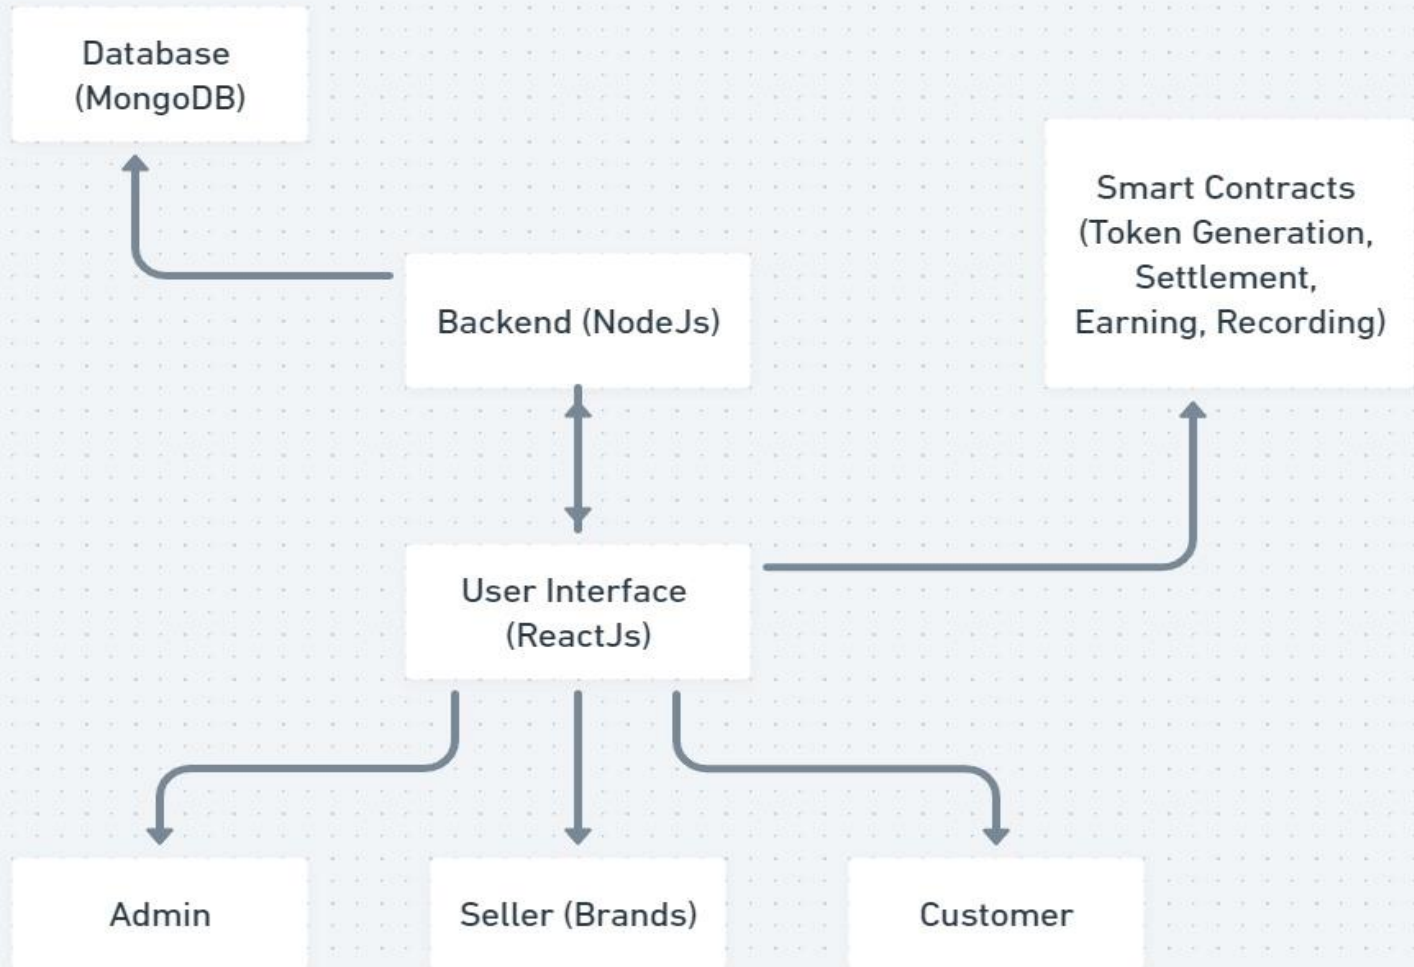 Database
(MongoDB)
Smart Contracts
(Token Generation,
Settlement,
Earning, Recording)
Backend (NodeJs)
User Interface
(ReactJs)
Admin
Seller (Brands)
Customer